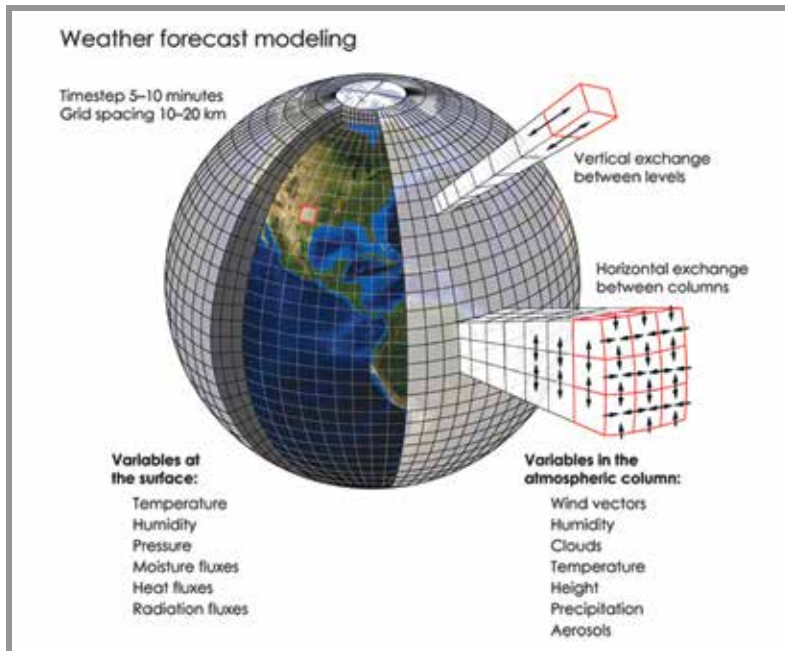 Weather forecast modeling
Timestep 5–10 minutes
Grid spacing 10–20 km
Vertical exchange
between levels
Horizontal exchange
between columns
Variables at
the surface:
Temperature
Humidity
Pressure
Moisture fluxes
Heat fluxes
Radiation fluxes
Variables in the
atmospheric column:
Wind vectors
Humidity
Clouds
Temperature
Height
Precipitation
Aerosols